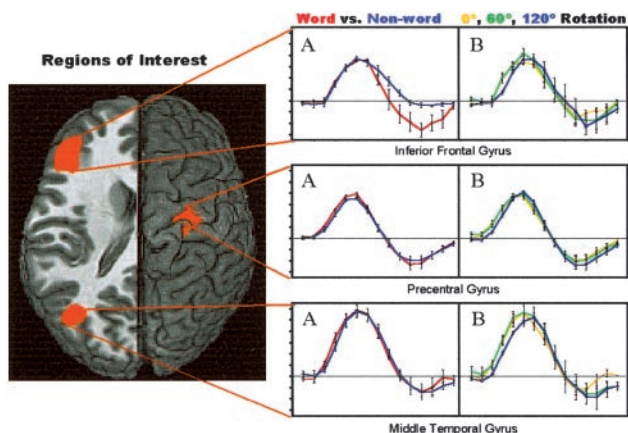 Word vs. Non-word 0°, 60°, 120° Rotation
Regions of Interest
A B
Inferior Frontal Gyrus
A B
Precentral Gyrus
A B
Middle Temporal Gyrus